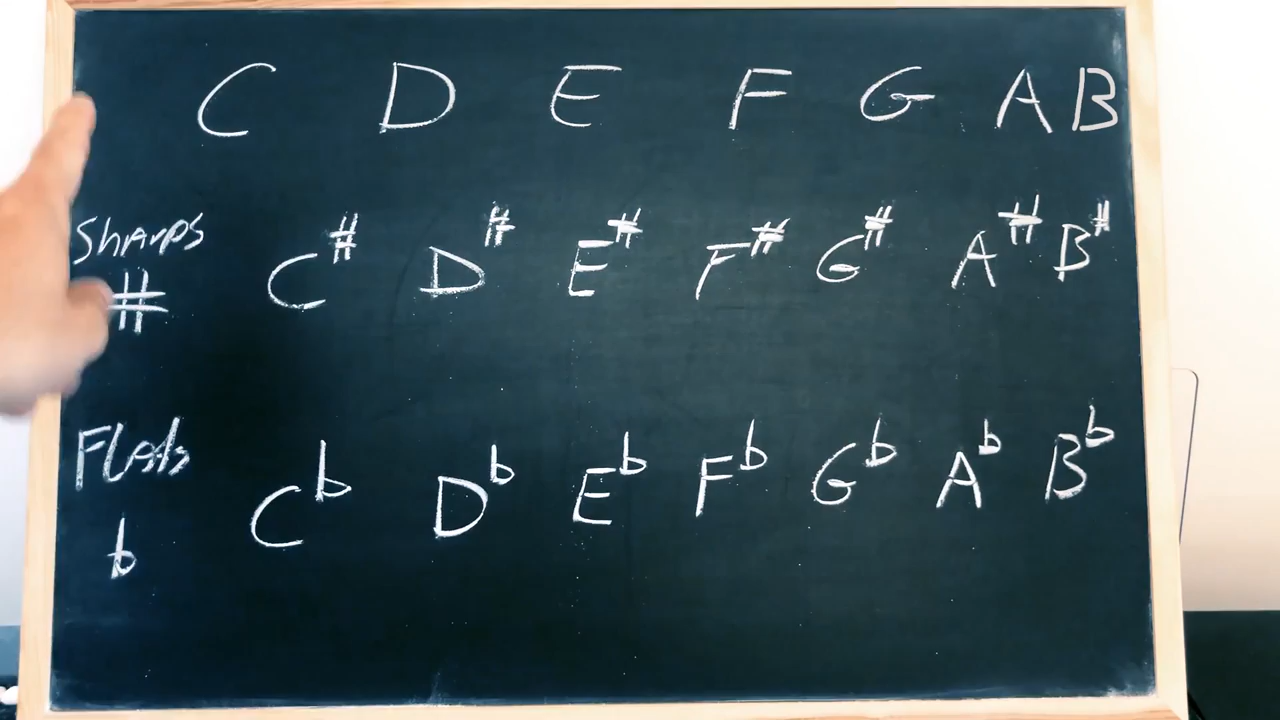 C D E F G A B
Sharps C# D# E# F# G# A# B#
#
Flats Cb Db Eb Fb Gb Ab Bb
b